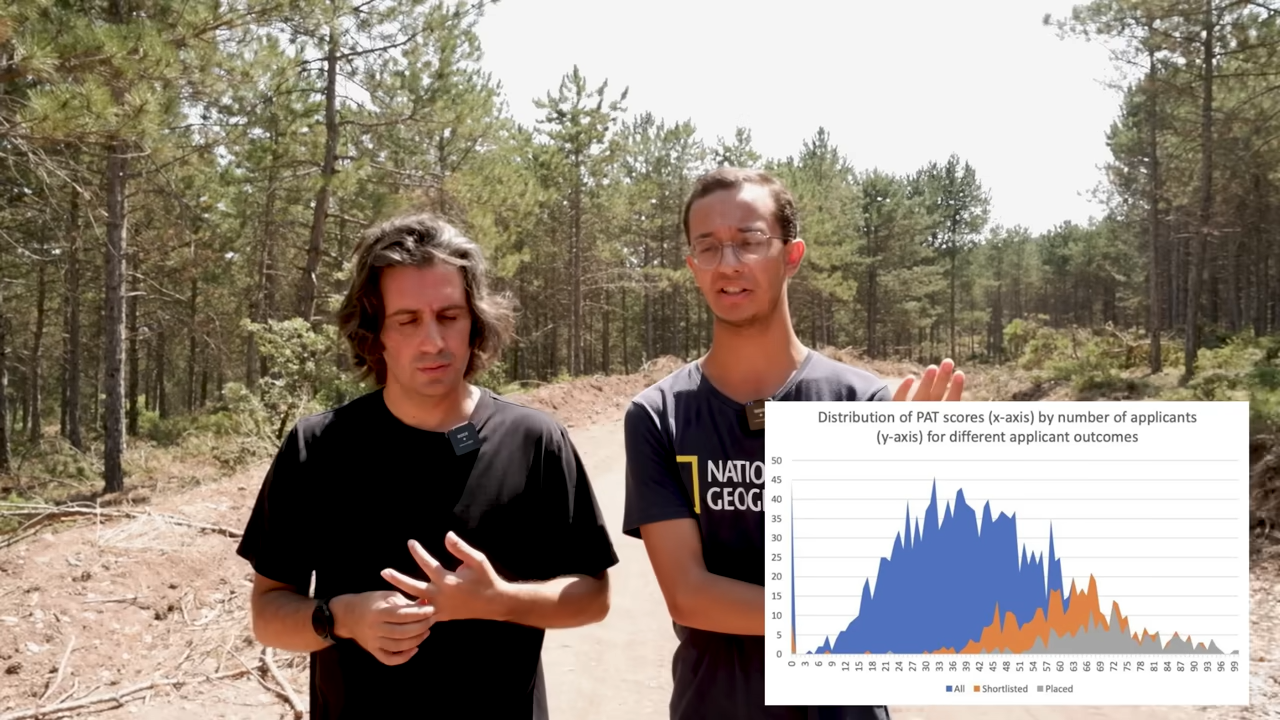 NATIO
GEOG
Distribution of PAT scores (x-axis) by number of applicants
(y-axis) for different applicant outcomes
50
45
40
35
30
25
20
15
10
5
0
0 3 6 9 12 15 18 21 24 27 30 33 36 39 42 45 48 51 54 57 60 63 66 69 72 75 78 81 84 87 90 93 96 99
All Shortlisted Placed